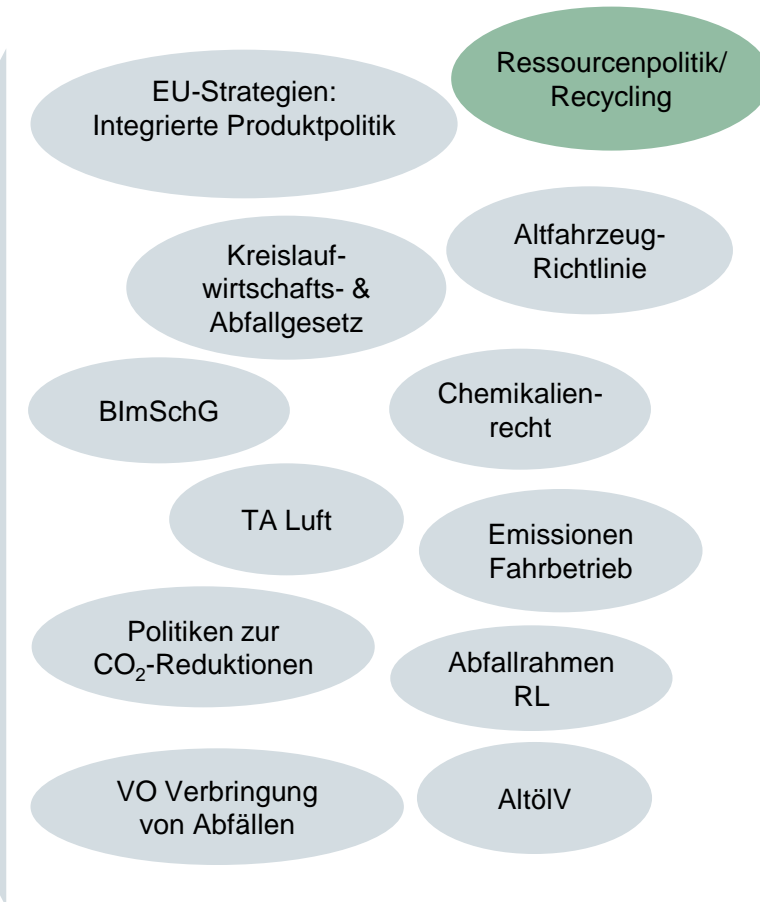 EU-Strategien:
Integrierte Produktpolitik
Ressourcenpolitik/
Recycling
Kreislauf-
wirtschafts- &
Abfallgesetz
Altfahrzeug-
Richtlinie
BImSchG
Chemikalien-
recht
TA Luft
Emissionen
Fahrbetrieb
Politiken zur
CO₂-Reduktionen
Abfallrahmen
RL
VO Verbringung
von Abfällen
AltölV